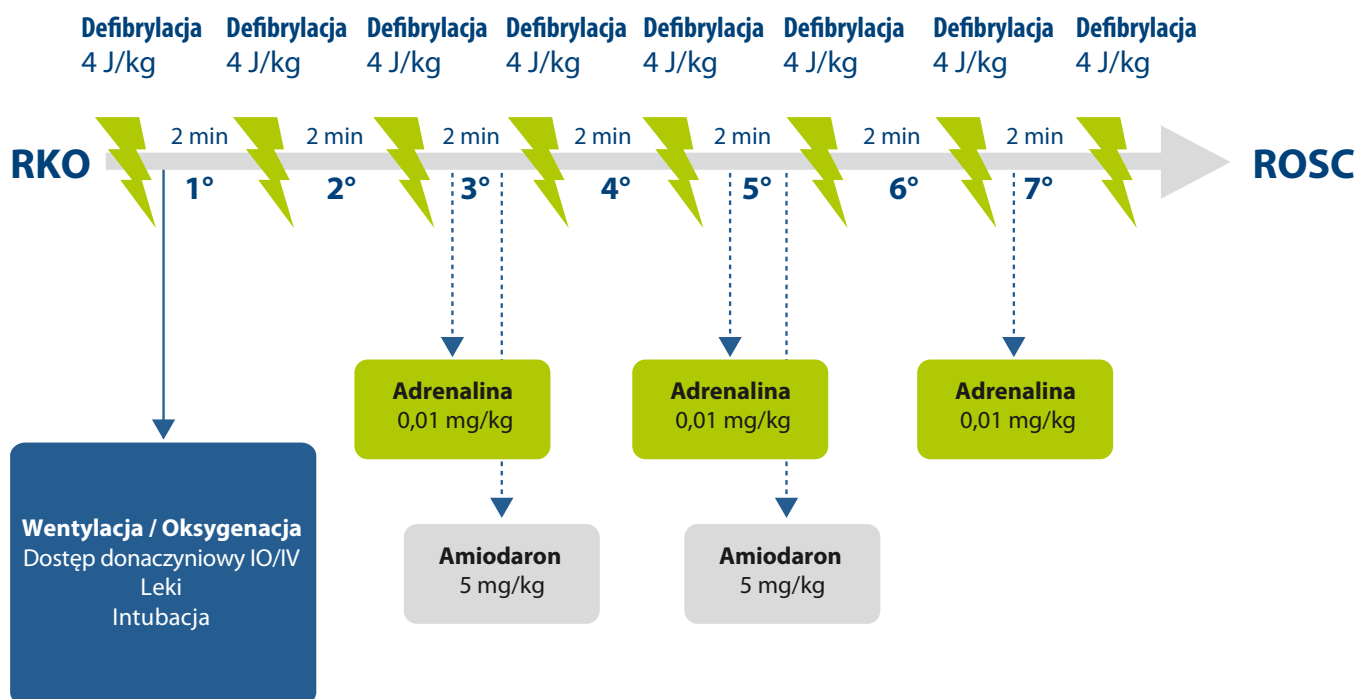 Defibrylacja Defibrylacja Defibrylacja Defibrylacja Defibrylacja Defibrylacja Defibrylacja Defibrylacja
4 J/kg 4 J/kg 4 J/kg 4 J/kg 4 J/kg 4 J/kg 4 J/kg 4 J/kg
2 min 2 min 2 min 2 min 2 min 2 min 2 min
RKO ROSC
1° 2° 3° 4° 5° 6° 7°
Adrenalina Adrenalina Adrenalina
0,01 mg/kg 0,01 mg/kg 0,01 mg/kg
Wentylacja / Oksygenacja
Dostęp donaczyniowy IO/IV
Leki
Intubacja
Amiodaron Amiodaron
5 mg/kg 5 mg/kg